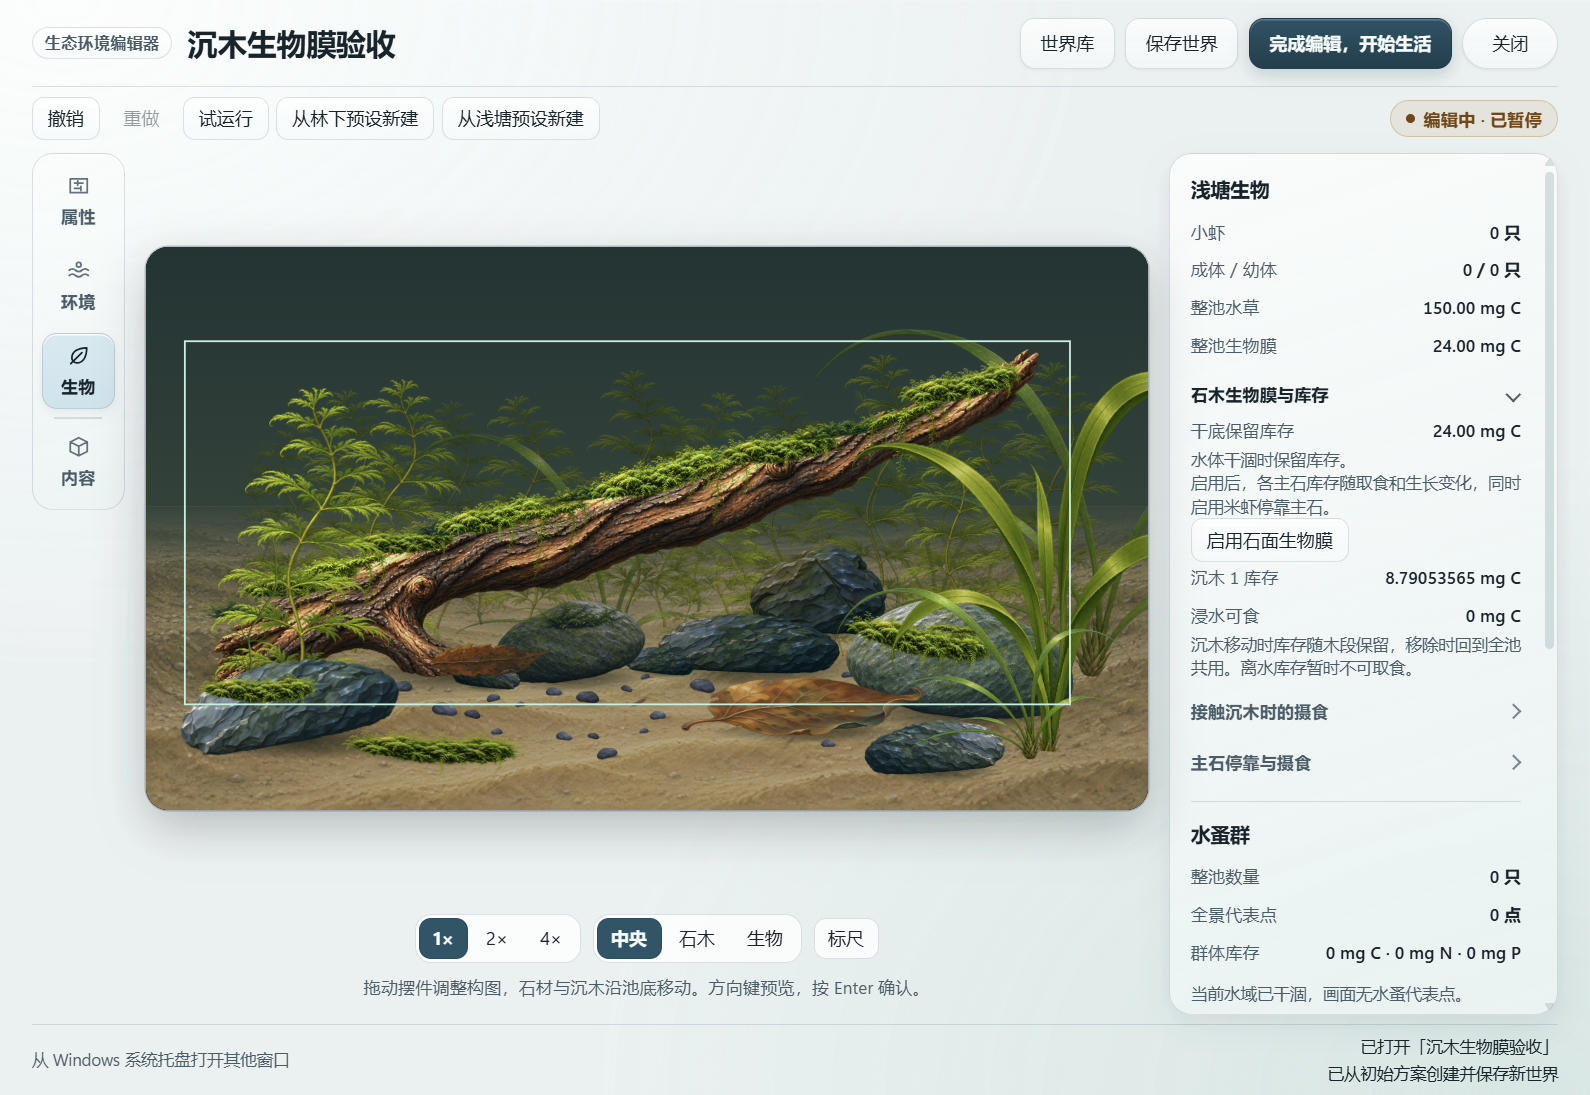 生态环境编辑器
沉木生物膜验收
世界库
保存世界
完成编辑，开始生活
关闭
撤销
重做
试运行
从林下预设新建
从浅塘预设新建
编辑中 · 已暂停
属性
环境
生物
内容
浅塘生物
小虾 0 只
成体 / 幼体 0 / 0 只
整池水草 150.00 mg C
整池生物膜 24.00 mg C
石木生物膜与库存
干底保留库存 24.00 mg C
水体干涸时保留库存。
启用后，各主石库存随取食和生长变化，同时
启用米虾停靠主石。
启用石面生物膜
沉木 1 库存 8.79053565 mg C
浸水可食 0 mg C
沉木移动时库存随木段保留，移除时回到全池
共用。离水库存暂时不可取食。
接触沉木时的摄食
主石停靠与摄食
水蚤群
整池数量 0 只
全景代表点 0 点
群体库存 0 mg C · 0 mg N · 0 mg P
当前水域已干涸，画面无水蚤代表点。
1×
2×
4×
中央
石木
生物
标尺
拖动摆件调整构图，石材与沉木沿池底移动。方向键预览，按 Enter 确认。
从 Windows 系统托盘打开其他窗口
已打开「沉木生物膜验收」
已从初始方案创建并保存新世界